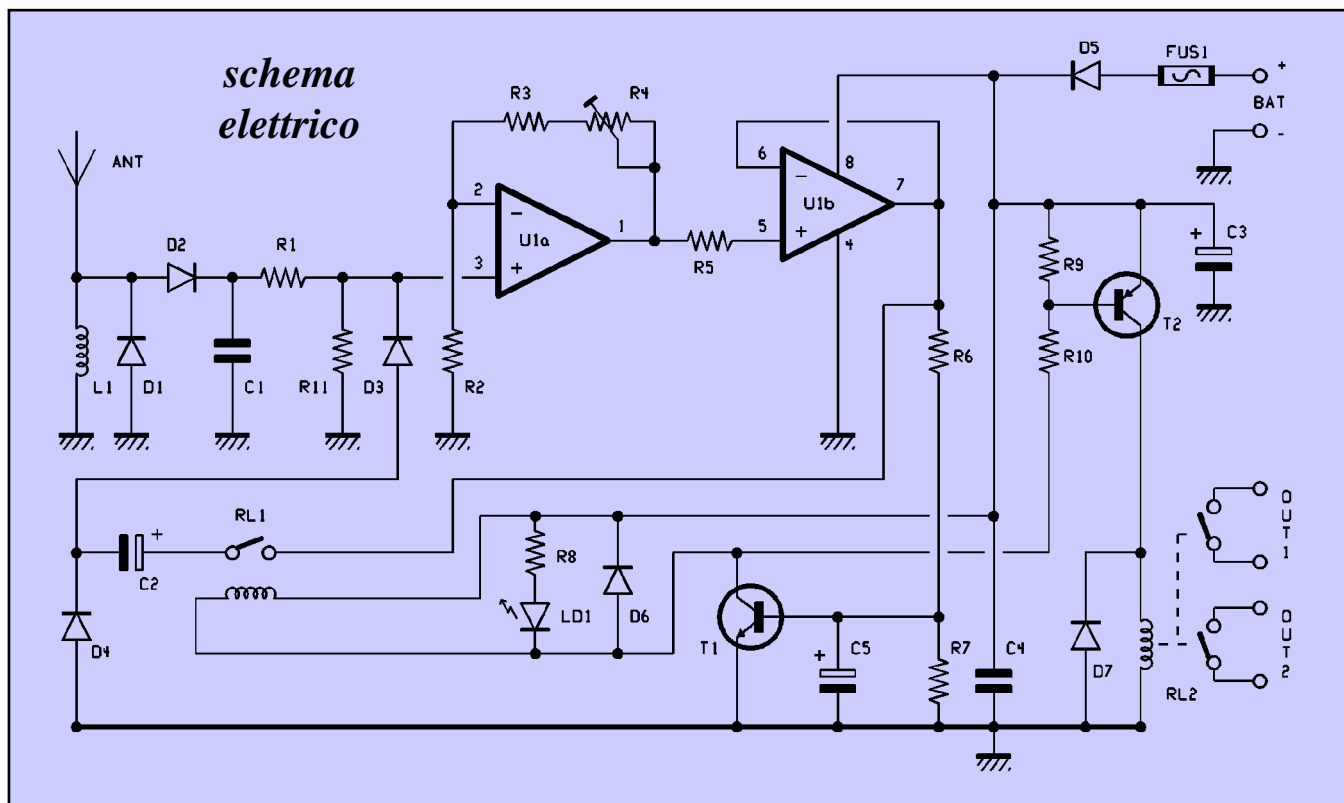 schema
elettrico
ANT
D2
R1
L1
D1
C1
R11
D3
R2
R3
R4
2
-
3
+
U1a
1
R5
6
-
5
+
U1b
8
7
4
D5
FUS1
+
BAT
-
C3
+
R9
T2
R10
R6
RL1
C2
+
D4
R8
LD1
D6
T1
C5
+
R7
C4
D7
RL2
OUT1
OUT2